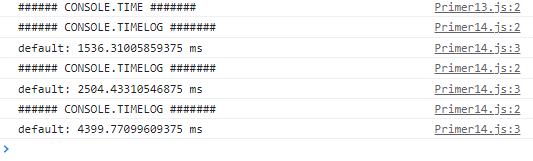 ###### CONSOLE.TIME ####### Primer13.js:2
###### CONSOLE.TIMELOG ####### Primer14.js:2
default: 1536.31005859375 ms Primer14.js:3
###### CONSOLE.TIMELOG ####### Primer14.js:2
default: 2504.43310546875 ms Primer14.js:3
###### CONSOLE.TIMELOG ####### Primer14.js:2
default: 4399.77099609375 ms Primer14.js:3